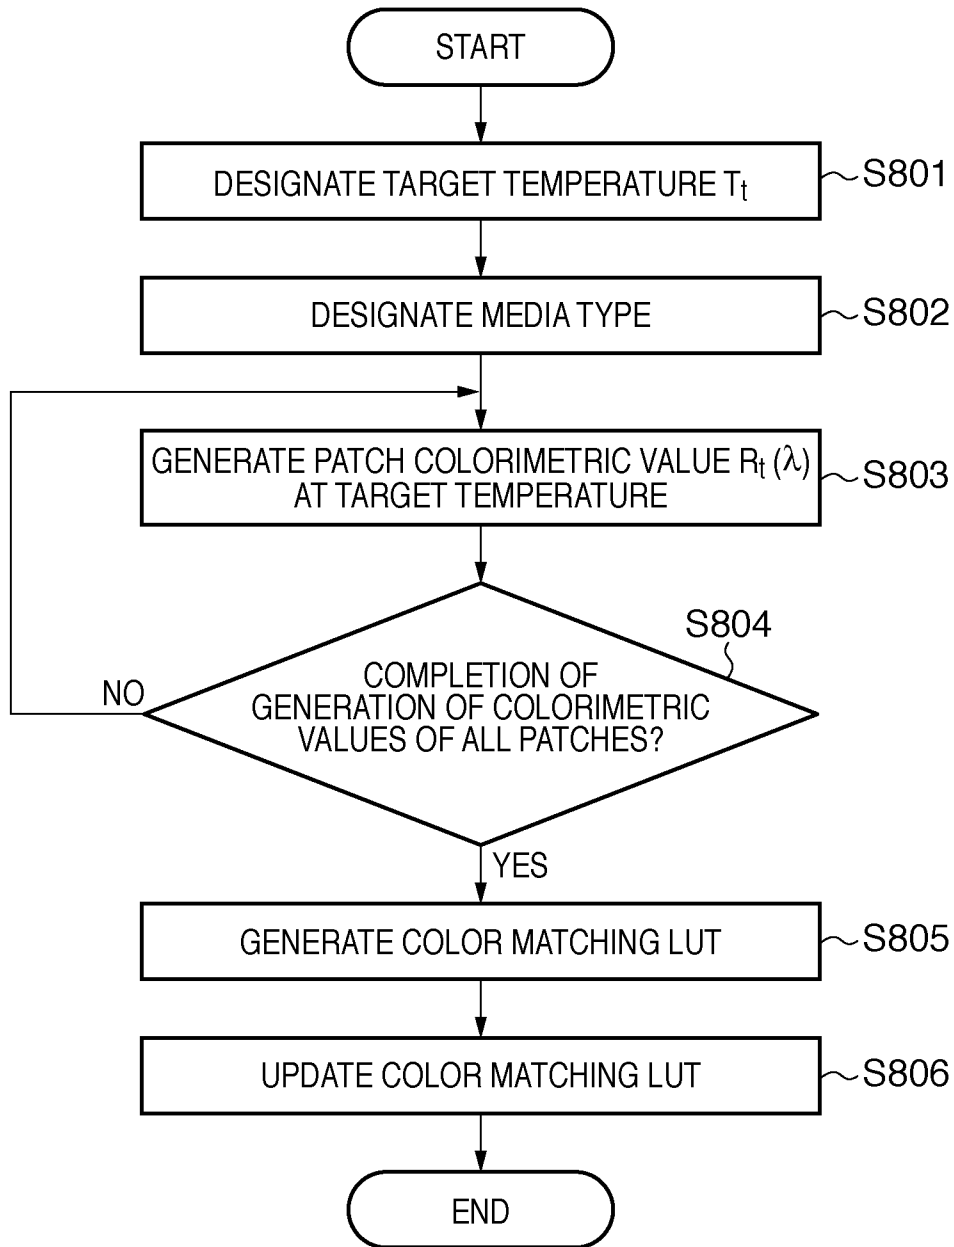 START
DESIGNATE TARGET TEMPERATURE Tt
S801
DESIGNATE MEDIA TYPE
S802
GENERATE PATCH COLORIMETRIC VALUE Rt (λ)
AT TARGET TEMPERATURE
S803
S804
COMPLETION OF
GENERATION OF COLORIMETRIC
VALUES OF ALL PATCHES?
NO
YES
GENERATE COLOR MATCHING LUT
S805
UPDATE COLOR MATCHING LUT
S806
END